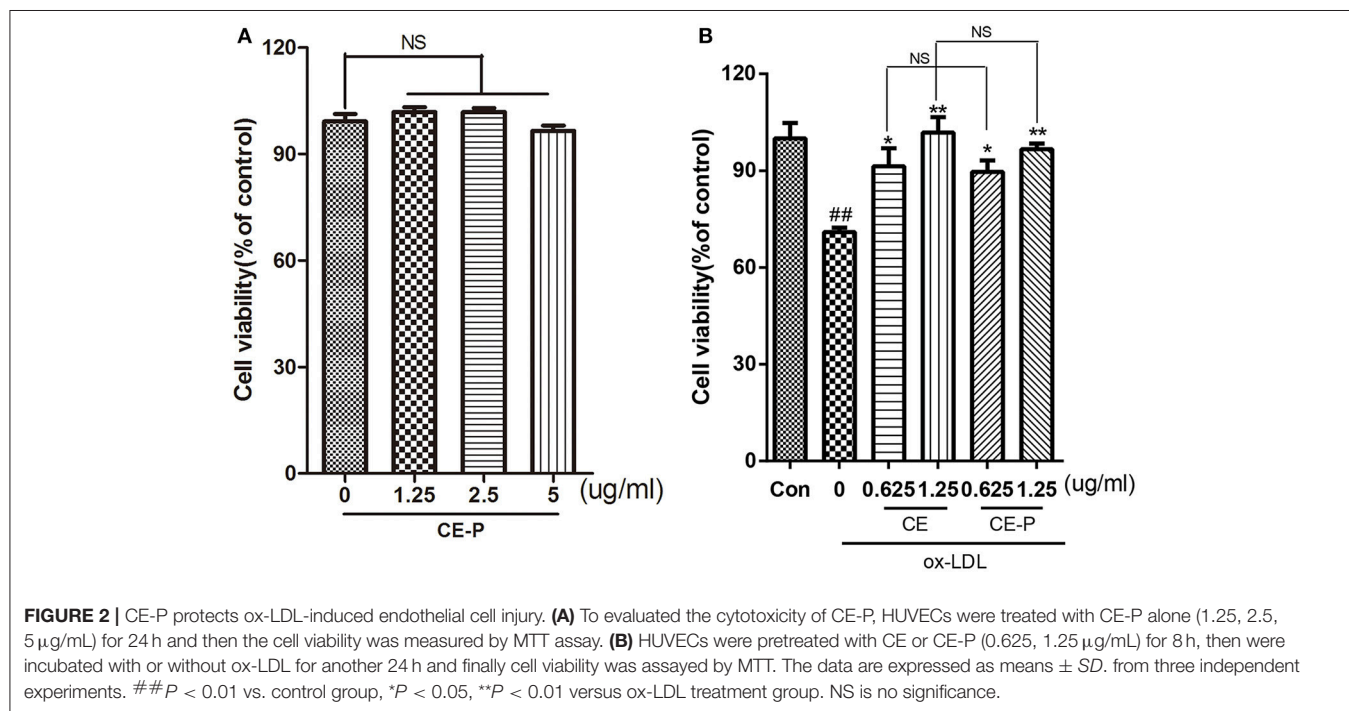 A
B
120
90
60
30
0
Cell viability(% of control)
NS
0 1.25 2.5 5 (ug/ml)
CE-P
120
90
60
30
0
Cell viability(% of control)
NS
NS
##
*
**
*
**
Con 0 0.625 1.25 0.625 1.25 (ug/ml)
CE CE-P
ox-LDL
FIGURE 2 | CE-P protects ox-LDL-induced endothelial cell injury. (A) To evaluated the cytotoxicity of CE-P, HUVECs were treated with CE-P alone (1.25, 2.5,
5 μg/mL) for 24 h and then the cell viability was measured by MTT assay. (B) HUVECs were pretreated with CE or CE-P (0.625, 1.25 μg/mL) for 8 h, then were
incubated with or without ox-LDL for another 24 h and finally cell viability was assayed by MTT. The data are expressed as means ± SD. from three independent
experiments. ##P < 0.01 vs. control group, *P < 0.05, **P < 0.01 versus ox-LDL treatment group. NS is no significance.